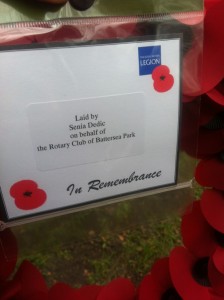 LEGION
Laid by
Senia Dedic
on behalf of
the Rotary Club of Battersea Park
In Remembrance